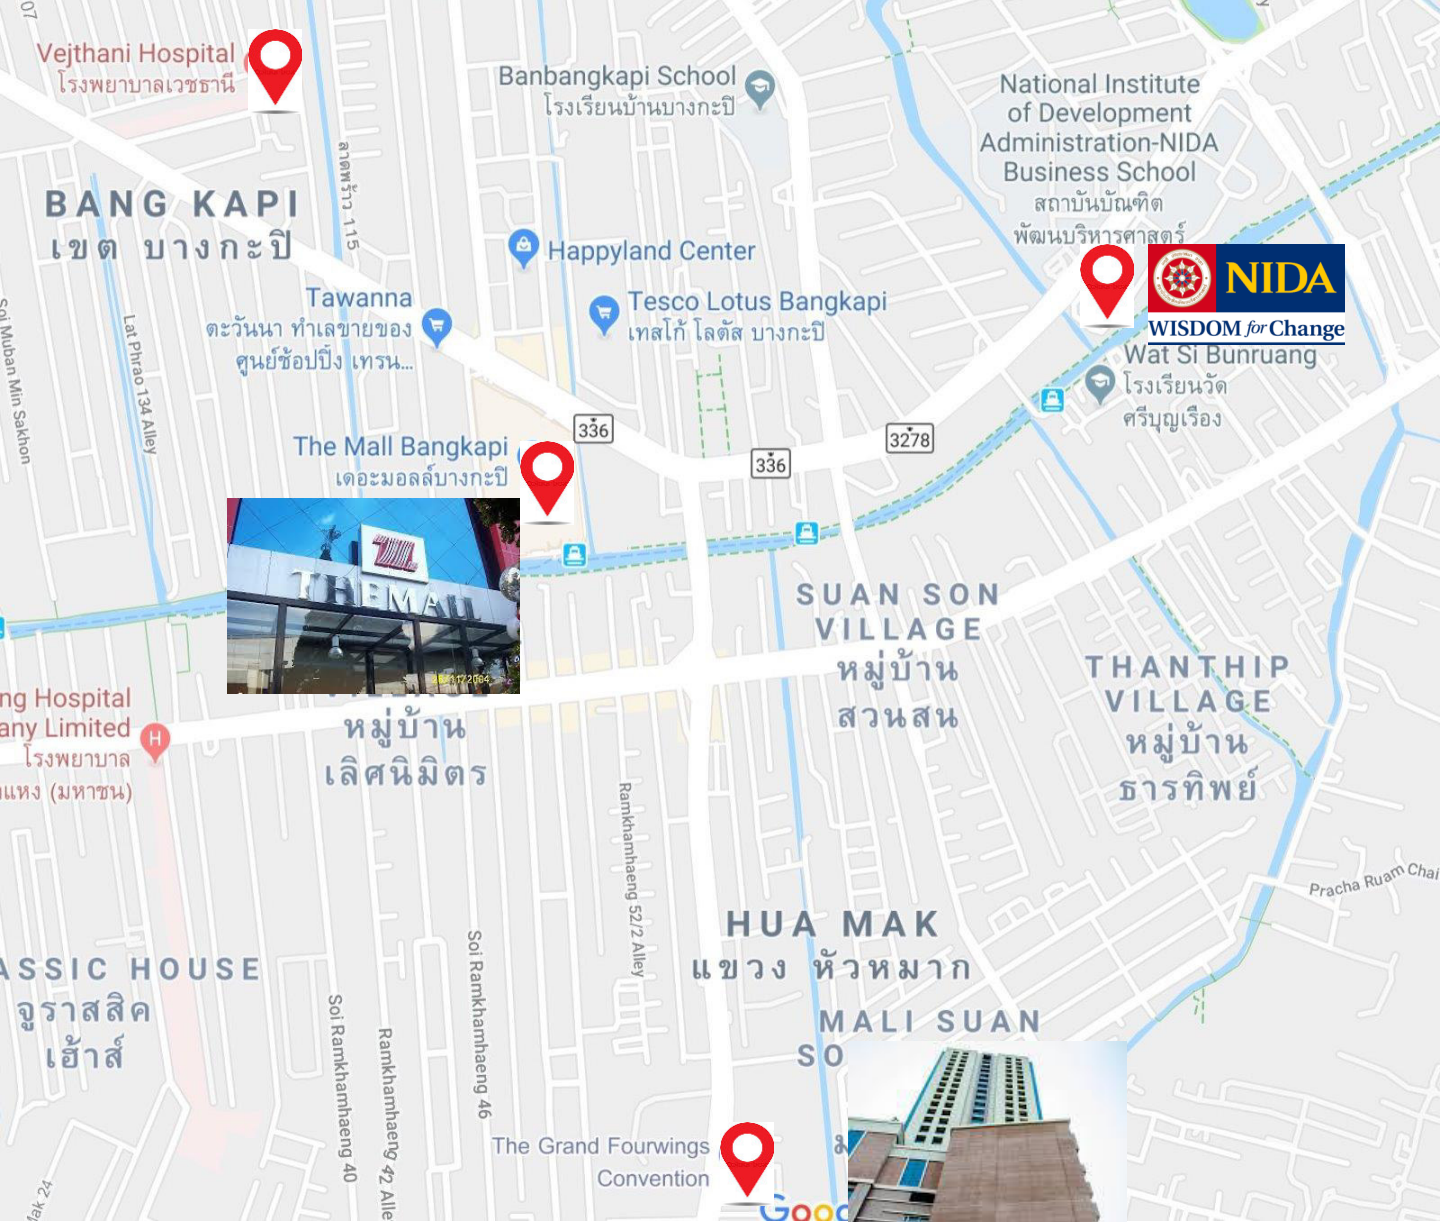 07
Vejthani Hospital
โรงพยาบาลเวชธานี
Banbangkapi School
โรงเรียนบ้านบางกะปิ
National Institute
of Development
Administration-NIDA
Business School
สถาบันบัณฑิต
พัฒนบริหารศาสตร์
ลาดพร้าว 115
BANG KAPI
เขต บางกะปิ
Happyland Center
NIDA
WISDOM for Change
Tawanna
ตะวันนา ทำเลขายของ
ศูนย์ช้อปปิ้ง เทรน...
Tesco Lotus Bangkapi
เทสโก้ โลตัส บางกะปิ
Soi Muban Min Sakhon
Lat Phrao 134 Alley
Wat Si Bunruang
โรงเรียนวัด
ศรีบุญเรือง
336
3278
336
The Mall Bangkapi
เดอะมอลล์บางกะปิ
THE MALL
SUAN SON
VILLAGE
หมู่บ้าน
สวนสน
THANTHIP
VILLAGE
หมู่บ้าน
ธารทิพย์
VILLAGE
หมู่บ้าน
เลิศนิมิตร
ng Hospital
any Limited
โรงพยาบาล
แหง (มหาชน)
H
Ramkhamhaeng 52/2 Alley
Pracha Ruam Chai
HUA MAK
แขวง หัวหมาก
ASSIC HOUSE
จูราสสิค
เฮ้าส์
Soi Ramkhamhaeng 40
Ramkhamhaeng 42 Alle
Soi Ramkhamhaeng 46
MALI SUAN
SO
The Grand Fourwings
Convention
Mak 24
Goog